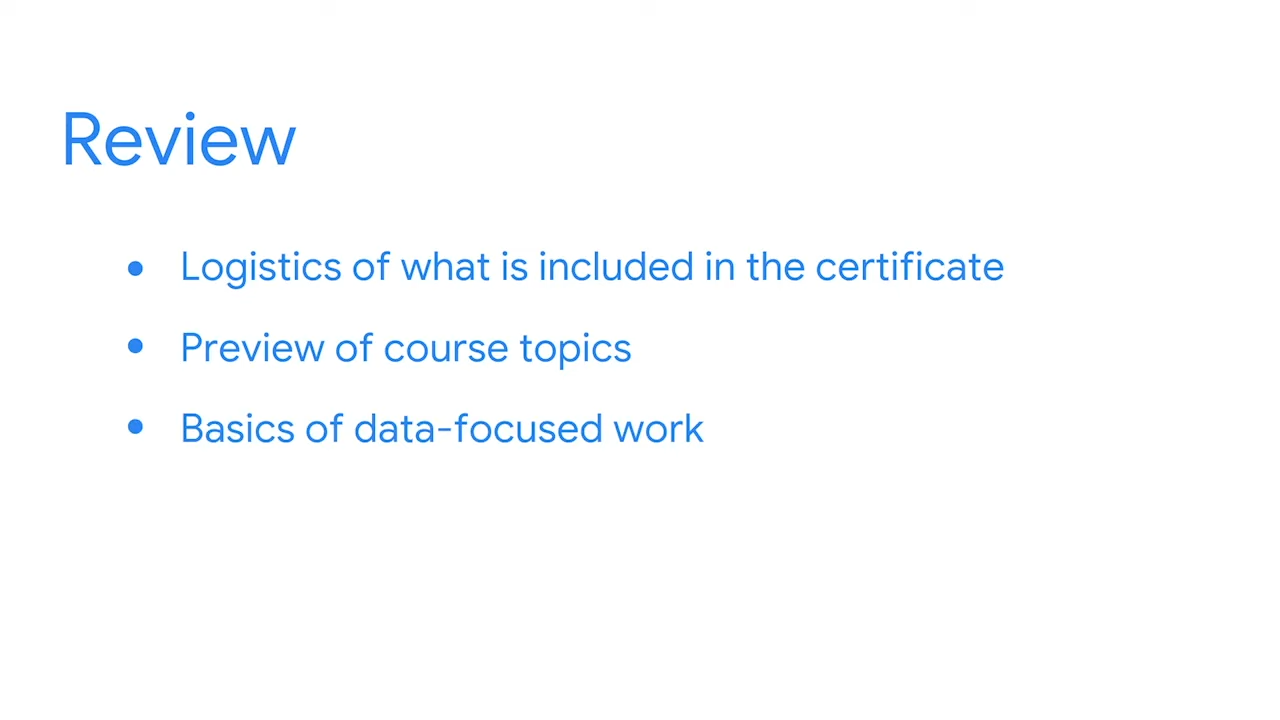 Review
• Logistics of what is included in the certificate
• Preview of course topics
• Basics of data-focused work